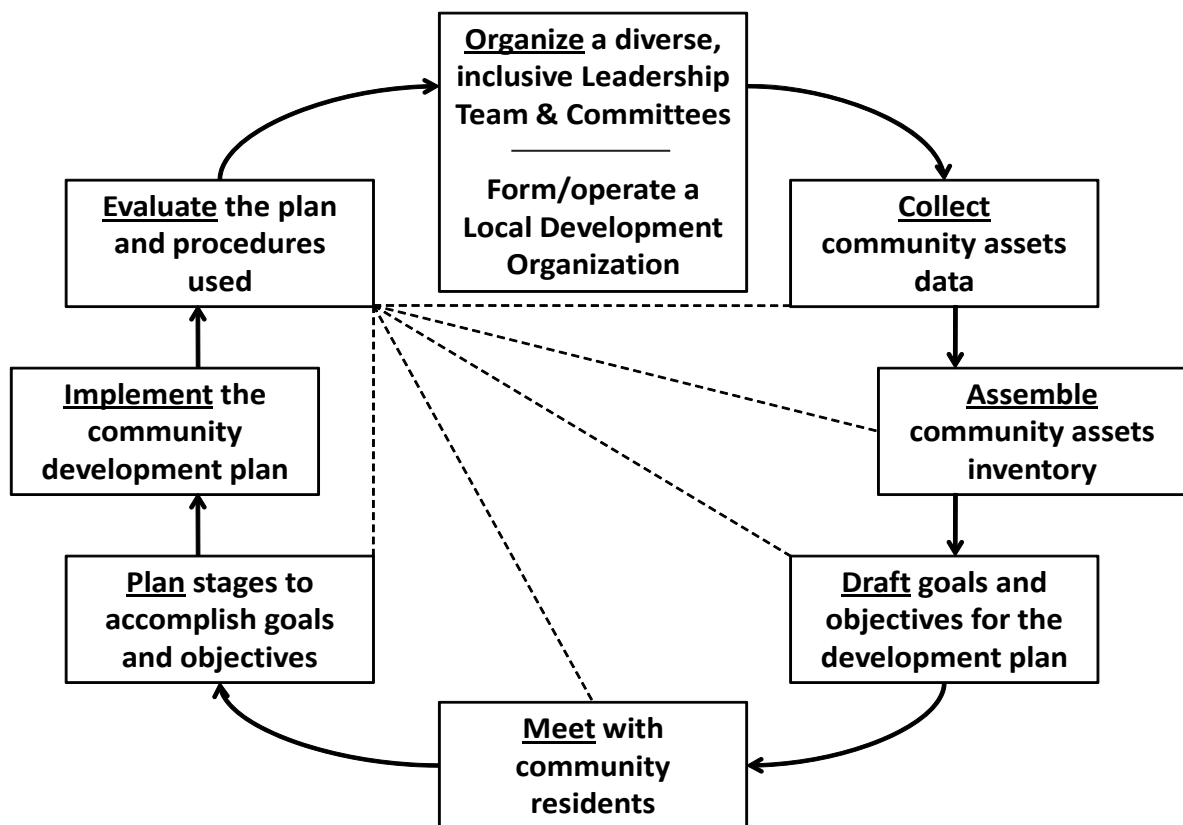 Organize a diverse,
inclusive Leadership
Team & Committees
Form/operate a
Local Development
Organization
Collect
community assets
data
Assemble
community assets
inventory
Draft goals and
objectives for the
development plan
Meet with
community
residents
Plan stages to
accomplish goals
and objectives
Implement the
community
development plan
Evaluate the plan
and procedures
used